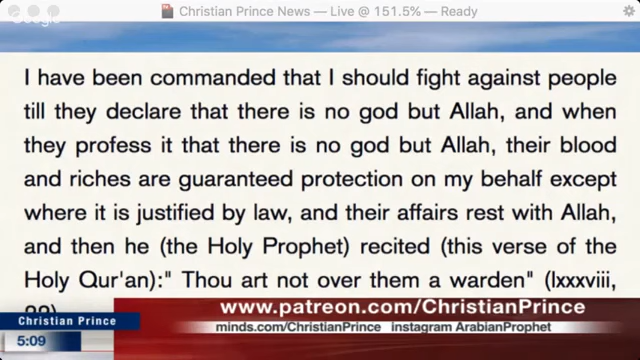 Christian Prince News — Live @ 151.5% — Ready
Google
I have been commanded that I should fight against people
till they declare that there is no god but Allah, and when
they profess it that there is no god but Allah, their blood
and riches are guaranteed protection on my behalf except
where it is justified by law, and their affairs rest with Allah,
and then he (the Holy Prophet) recited (this verse of the
Holy Qur'an):" Thou art not over them a warden" (lxxxviii,
www.patreon.com/ChristianPrince
Christian Prince
minds.com/ChristianPrince instagram ArabianProphet
5:09